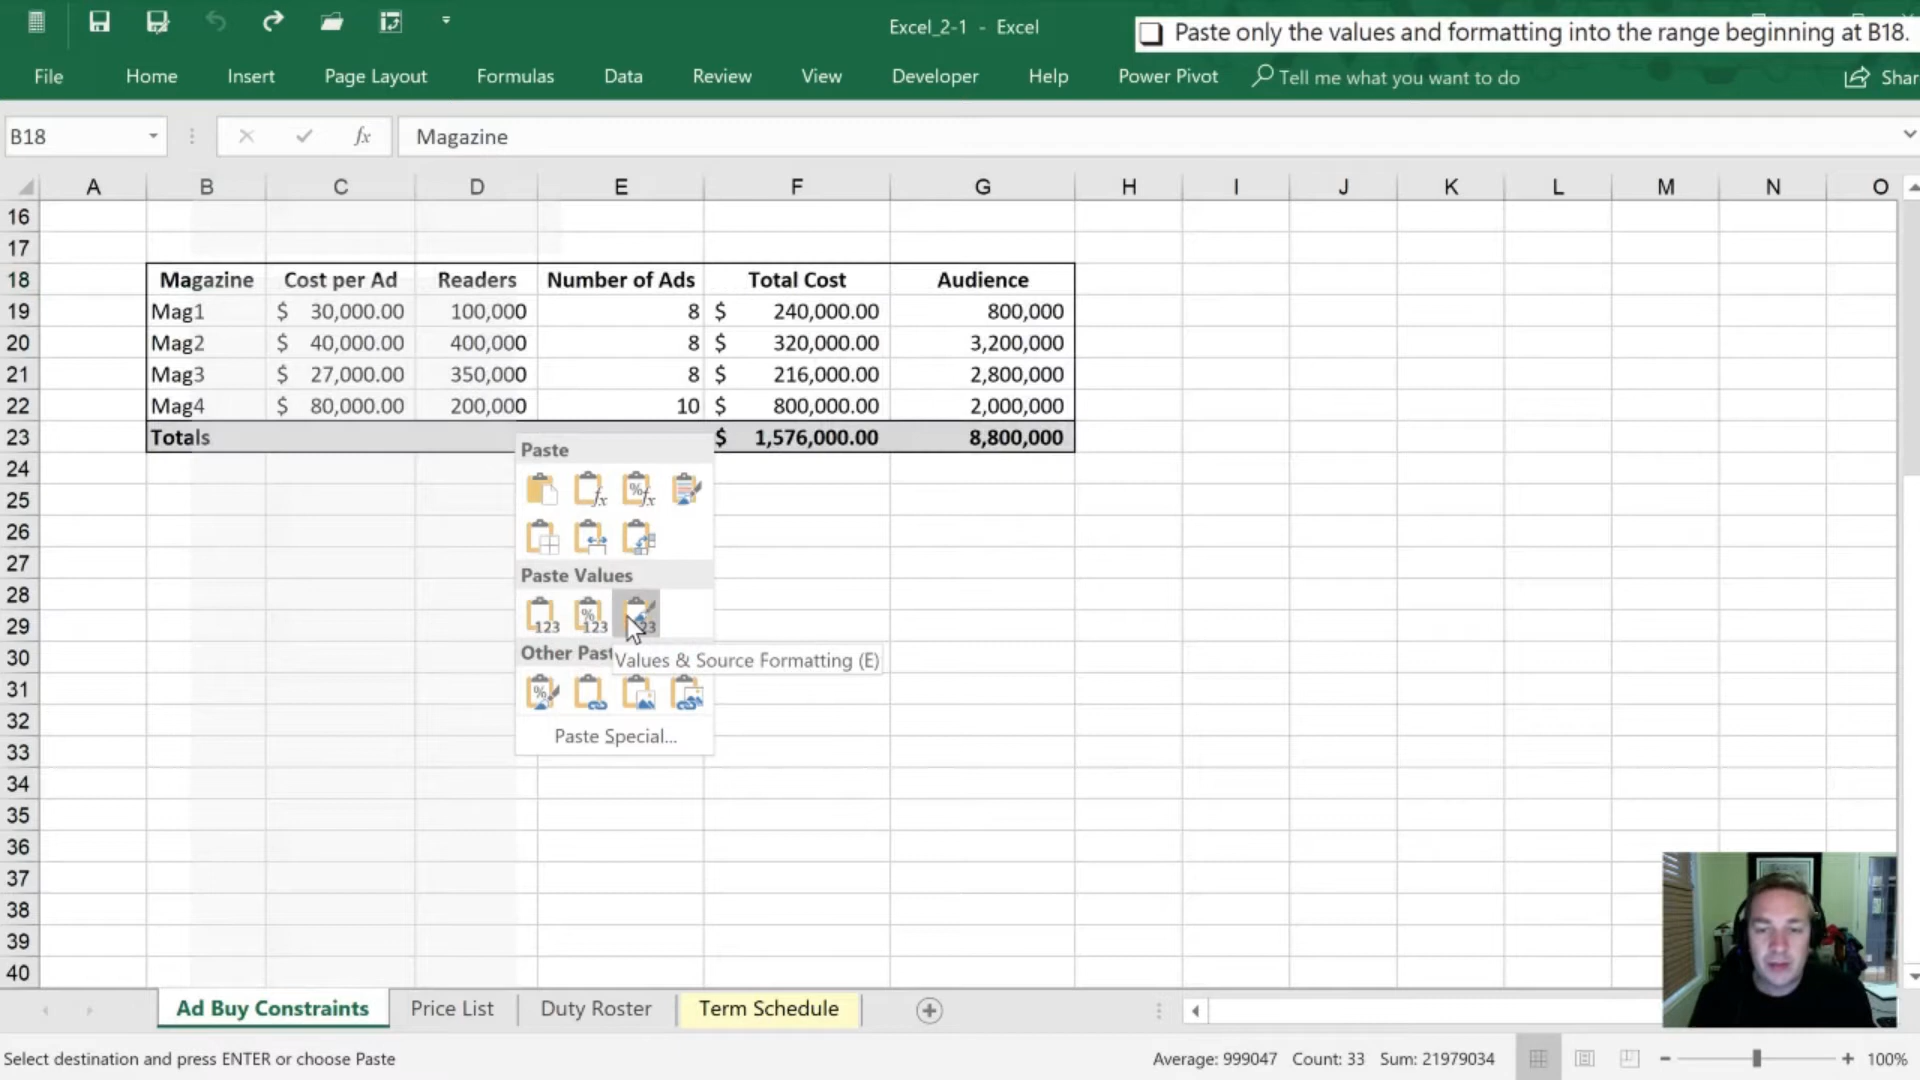 Excel_2-1 - Excel
Paste only the values and formatting into the range beginning at B18.
File Home Insert Page Layout Formulas Data Review View Developer Help Power Pivot Tell me what you want to do Shar
B18 fx Magazine
A B C D E F G H I J K L M N O
16
17
18 Magazine Cost per Ad Readers Number of Ads Total Cost Audience
19 Mag1 $ 30,000.00 100,000 8 $ 240,000.00 800,000
20 Mag2 $ 40,000.00 400,000 8 $ 320,000.00 3,200,000
21 Mag3 $ 27,000.00 350,000 8 $ 216,000.00 2,800,000
22 Mag4 $ 80,000.00 200,000 10 $ 800,000.00 2,000,000
23 Totals $ 1,576,000.00 8,800,000
Paste
24
25
26
27
Paste Values
28
29
30
Other Past
Values & Source Formatting (E)
31
32
Paste Special...
33
34
35
36
37
38
39
40
Ad Buy Constraints Price List Duty Roster Term Schedule
Select destination and press ENTER or choose Paste Average: 999047 Count: 33 Sum: 21979034 100%